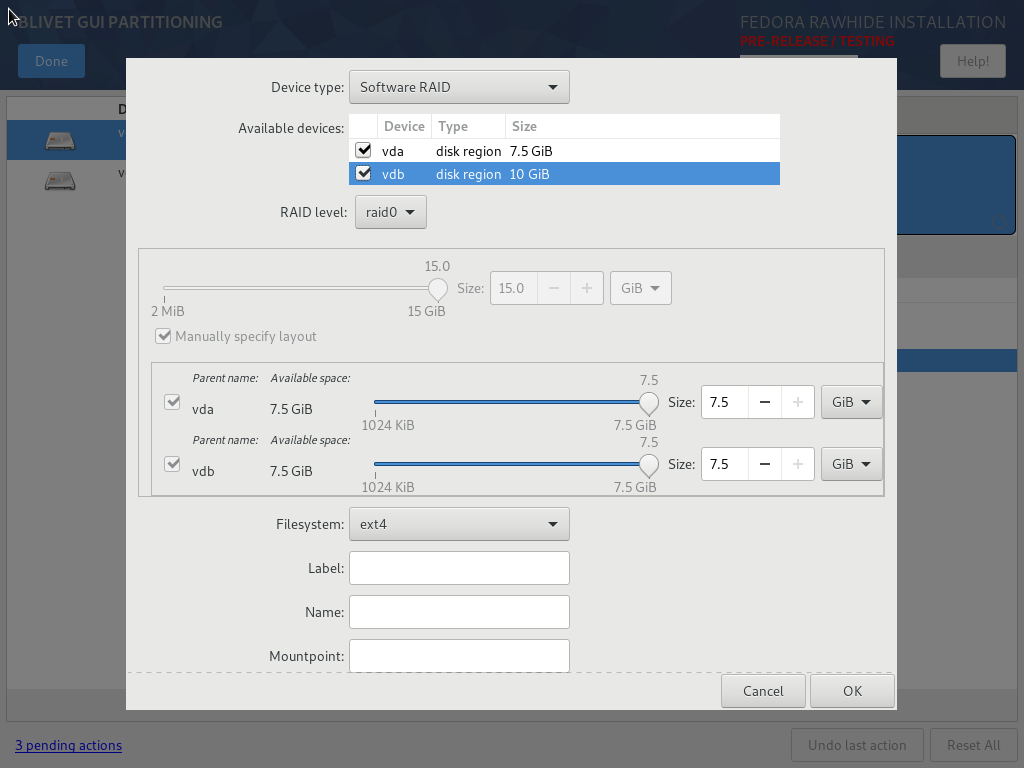 BLIVET GUI PARTITIONING
FEDORA RAWHIDE INSTALLATION
PRE-RELEASE / TESTING
Done
Help!
Device type: Software RAID
Available devices:
Device Type Size
vda disk region 7.5 GiB
vdb disk region 10 GiB
RAID level: raid0
15.0
Size: 15.0 − + GiB
2 MiB 15 GiB
Manually specify layout
Parent name: Available space: 7.5
vda 7.5 GiB Size: 7.5 − + GiB
1024 KiB 7.5 GiB
Parent name: Available space: 7.5
vdb 7.5 GiB Size: 7.5 − + GiB
1024 KiB 7.5 GiB
Filesystem: ext4
Label:
Name:
Mountpoint:
Cancel OK
3 pending actions
Undo last action Reset All